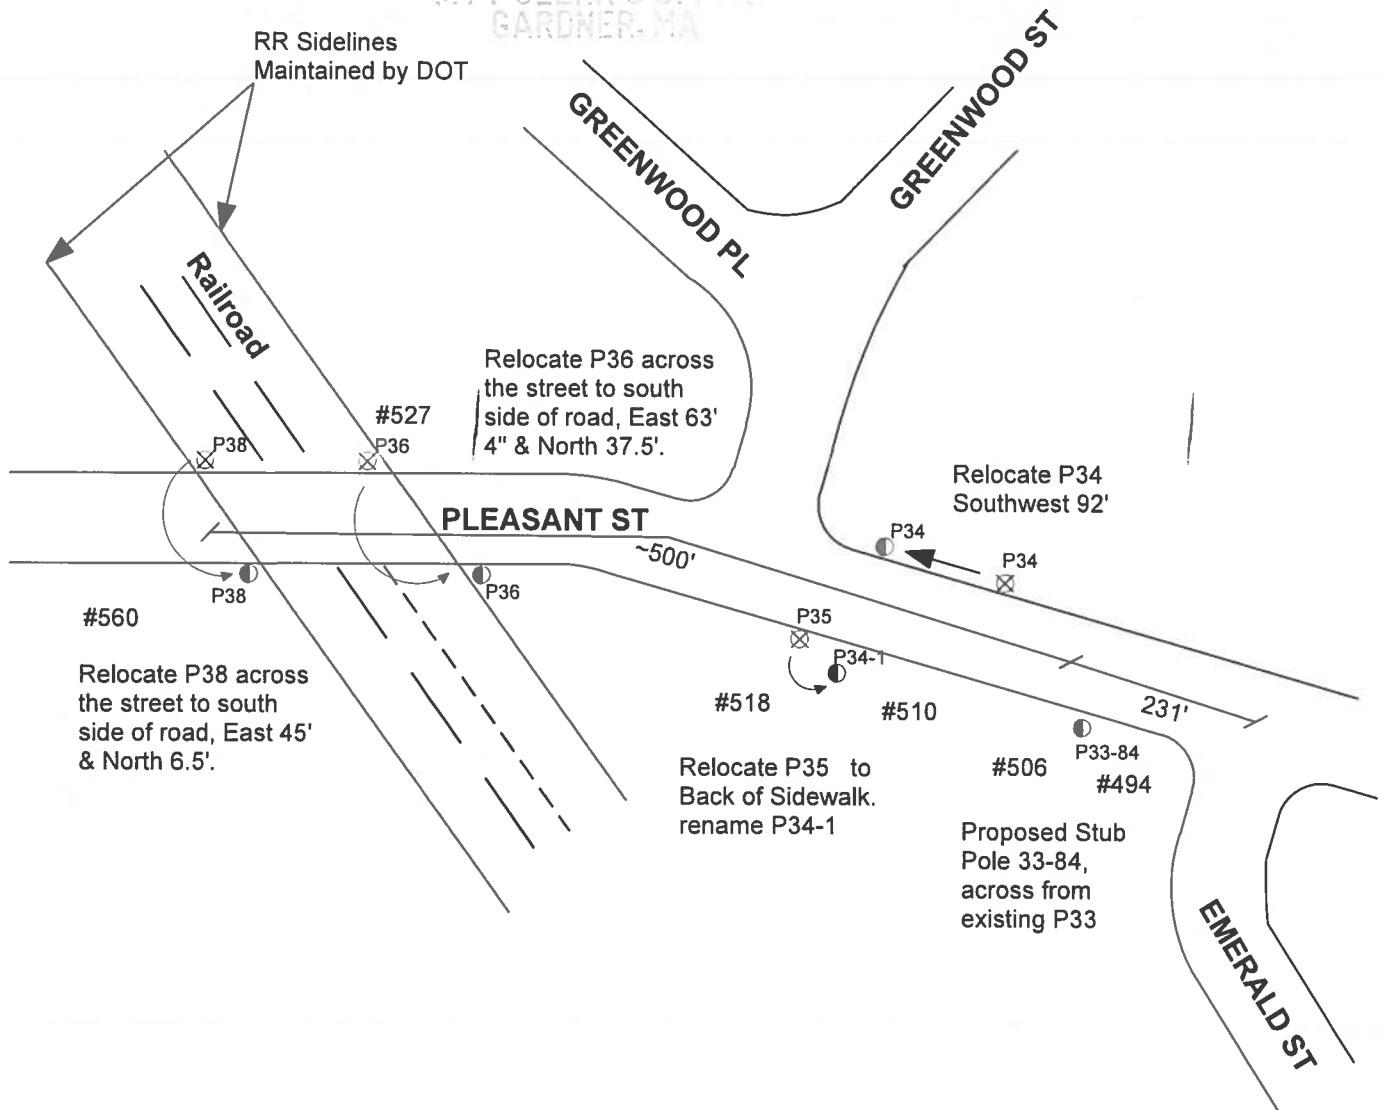 GARDNER, MA
RR Sidelines
Maintained by DOT
GREENWOOD PL
GREENWOOD ST
Railroad
Relocate P36 across
the street to south
side of road, East 63'
4" & North 37.5'.
#527
P38
P36
Relocate P34
Southwest 92'
PLEASANT ST
~500'
P34
P34
P38
P36
#560
P35
P34-1
Relocate P38 across
the street to south
side of road, East 45'
& North 6.5'.
#518
#510
231'
P33-84
#506
#494
Relocate P35 to
Back of Sidewalk.
rename P34-1
Proposed Stub
Pole 33-84,
across from
existing P33
EMERALD ST